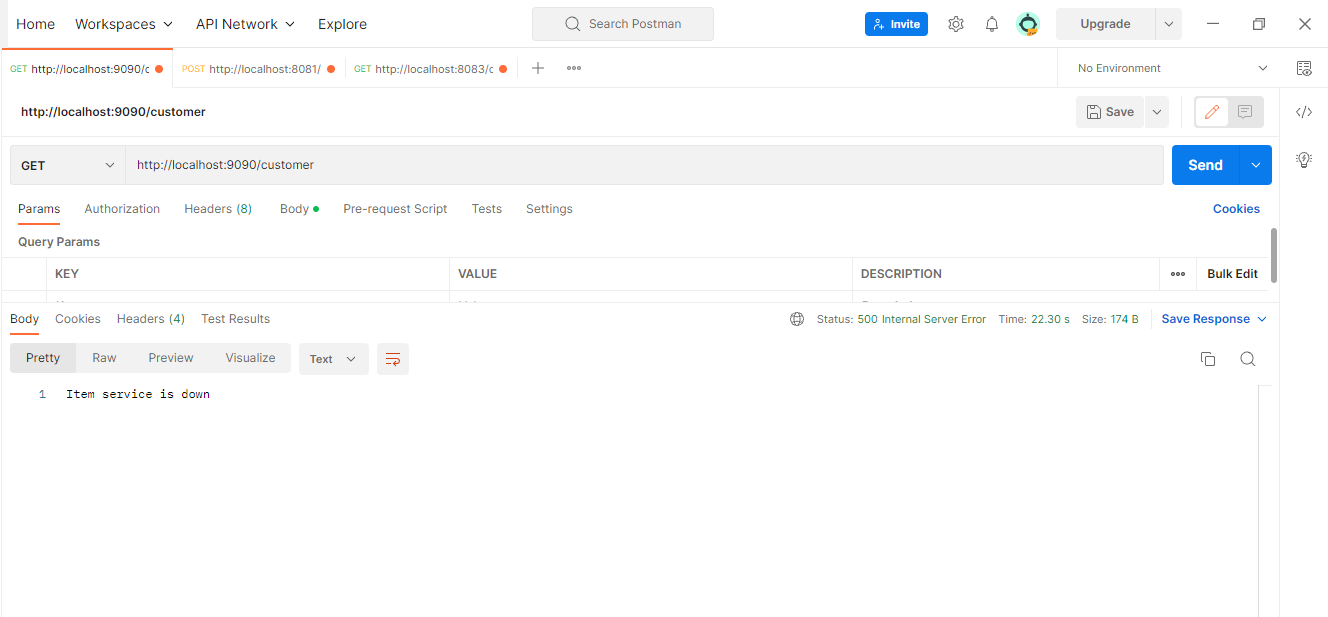 Home Workspaces API Network Explore Search Postman Invite Upgrade
GET http://localhost:9090/c POST http://localhost:8081/ GET http://localhost:8083/c No Environment
http://localhost:9090/customer Save
GET http://localhost:9090/customer Send
Params Authorization Headers (8) Body Pre-request Script Tests Settings Cookies
Query Params
KEY VALUE DESCRIPTION Bulk Edit
Body Cookies Headers (4) Test Results Status: 500 Internal Server Error Time: 22.30 s Size: 174 B Save Response
Pretty Raw Preview Visualize Text
1 Item service is down